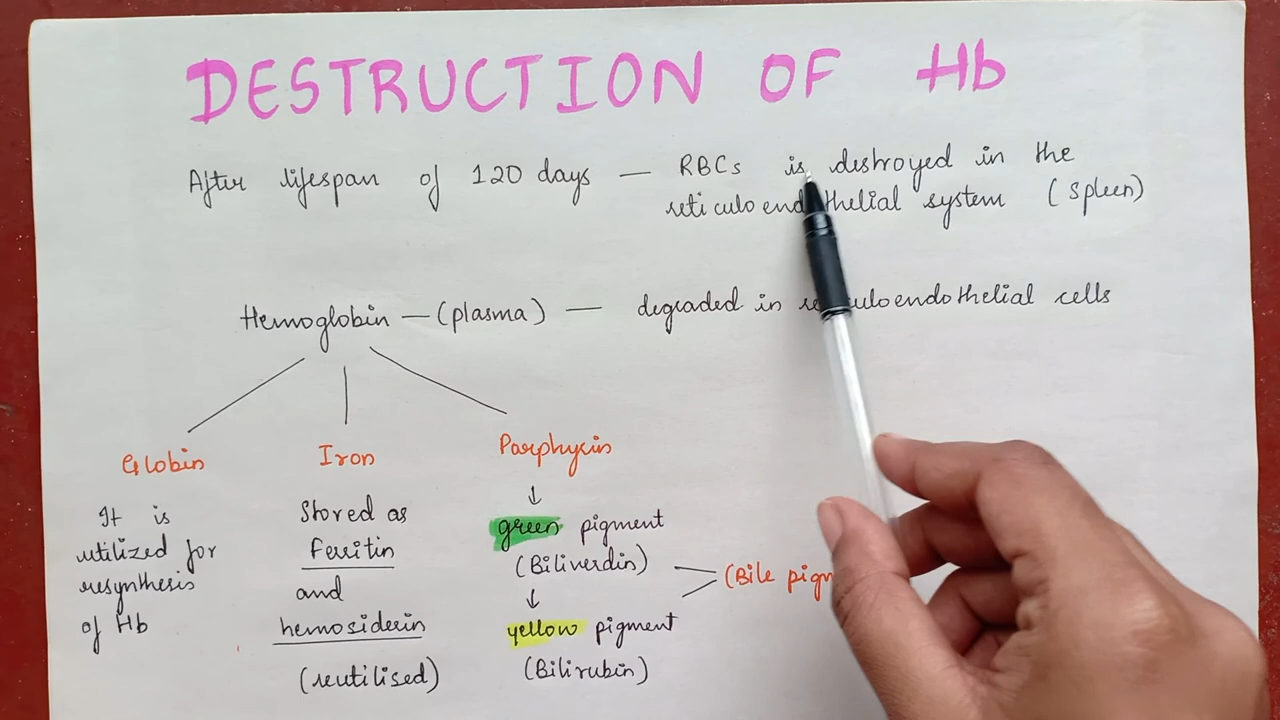 DESTRUCTION OF Hb
After lifespan of 120 days — RBCs is destroyed in the
reticuloendothelial system (spleen)
Hemoglobin — (plasma) — degraded in reticuloendothelial cells
Globin
It is
utilized for
resynthesis
of Hb
Iron
Stored as
ferritin
and
hemosiderin
(reutilised)
Porphyrin
↓
green pigment
(Biliverdin)
↓
yellow pigment
(Bilirubin)
(Bile